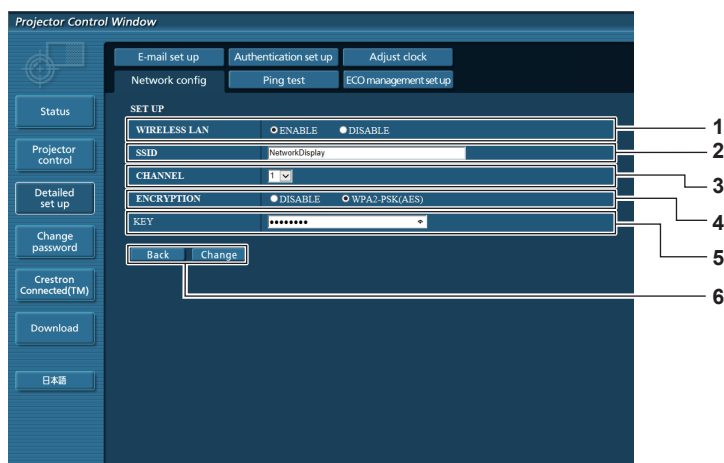 Projector Control Window
E-mail set up Authentication set up Adjust clock
Network config Ping test ECO management set up
Status
Projector control
Detailed set up
Change password
Crestron Connected(TM)
Download
日本語
SET UP
WIRELESS LAN ENABLE DISABLE 1
SSID NetworkDisplay 2
CHANNEL 1 3
ENCRYPTION DISABLE WPA2-PSK(AES) 4
KEY •••••••• 5
Back Change 6